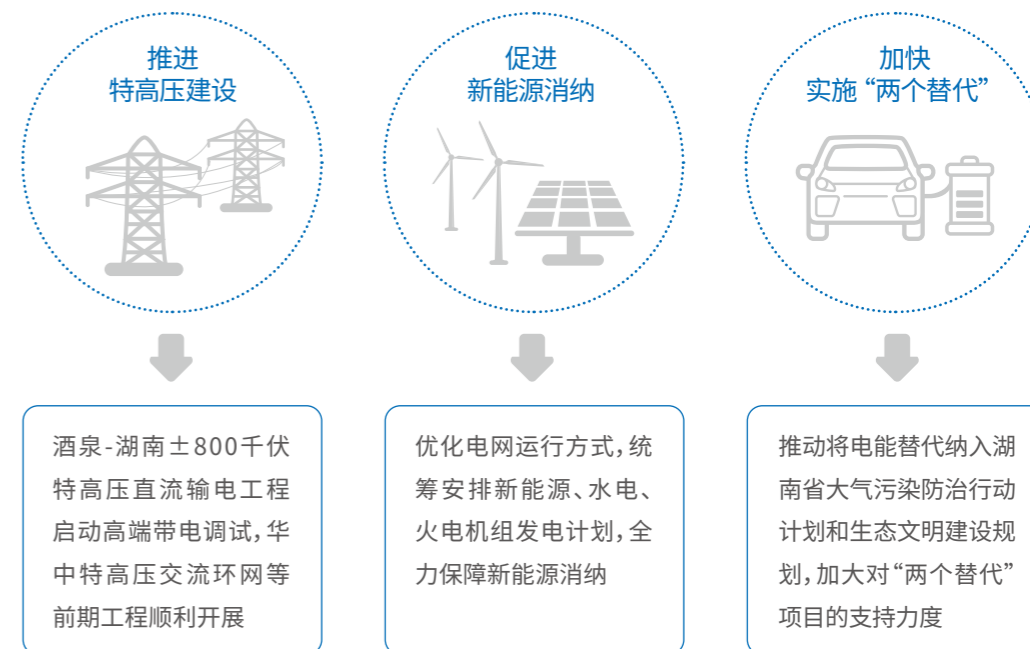 推进
特高压建设
促进
新能源消纳
加快
实施“两个替代”
酒泉-湖南±800千伏
特高压直流输电工程
启动高端带电调试,华
中特高压交流环网等
前期工程顺利开展
优化电网运行方式,统
筹安排新能源、水电、
火电机组发电计划,全
力保障新能源消纳
推动将电能替代纳入湖
南省大气污染防治行动
计划和生态文明建设规
划,加大对“两个替代”
项目的支持力度